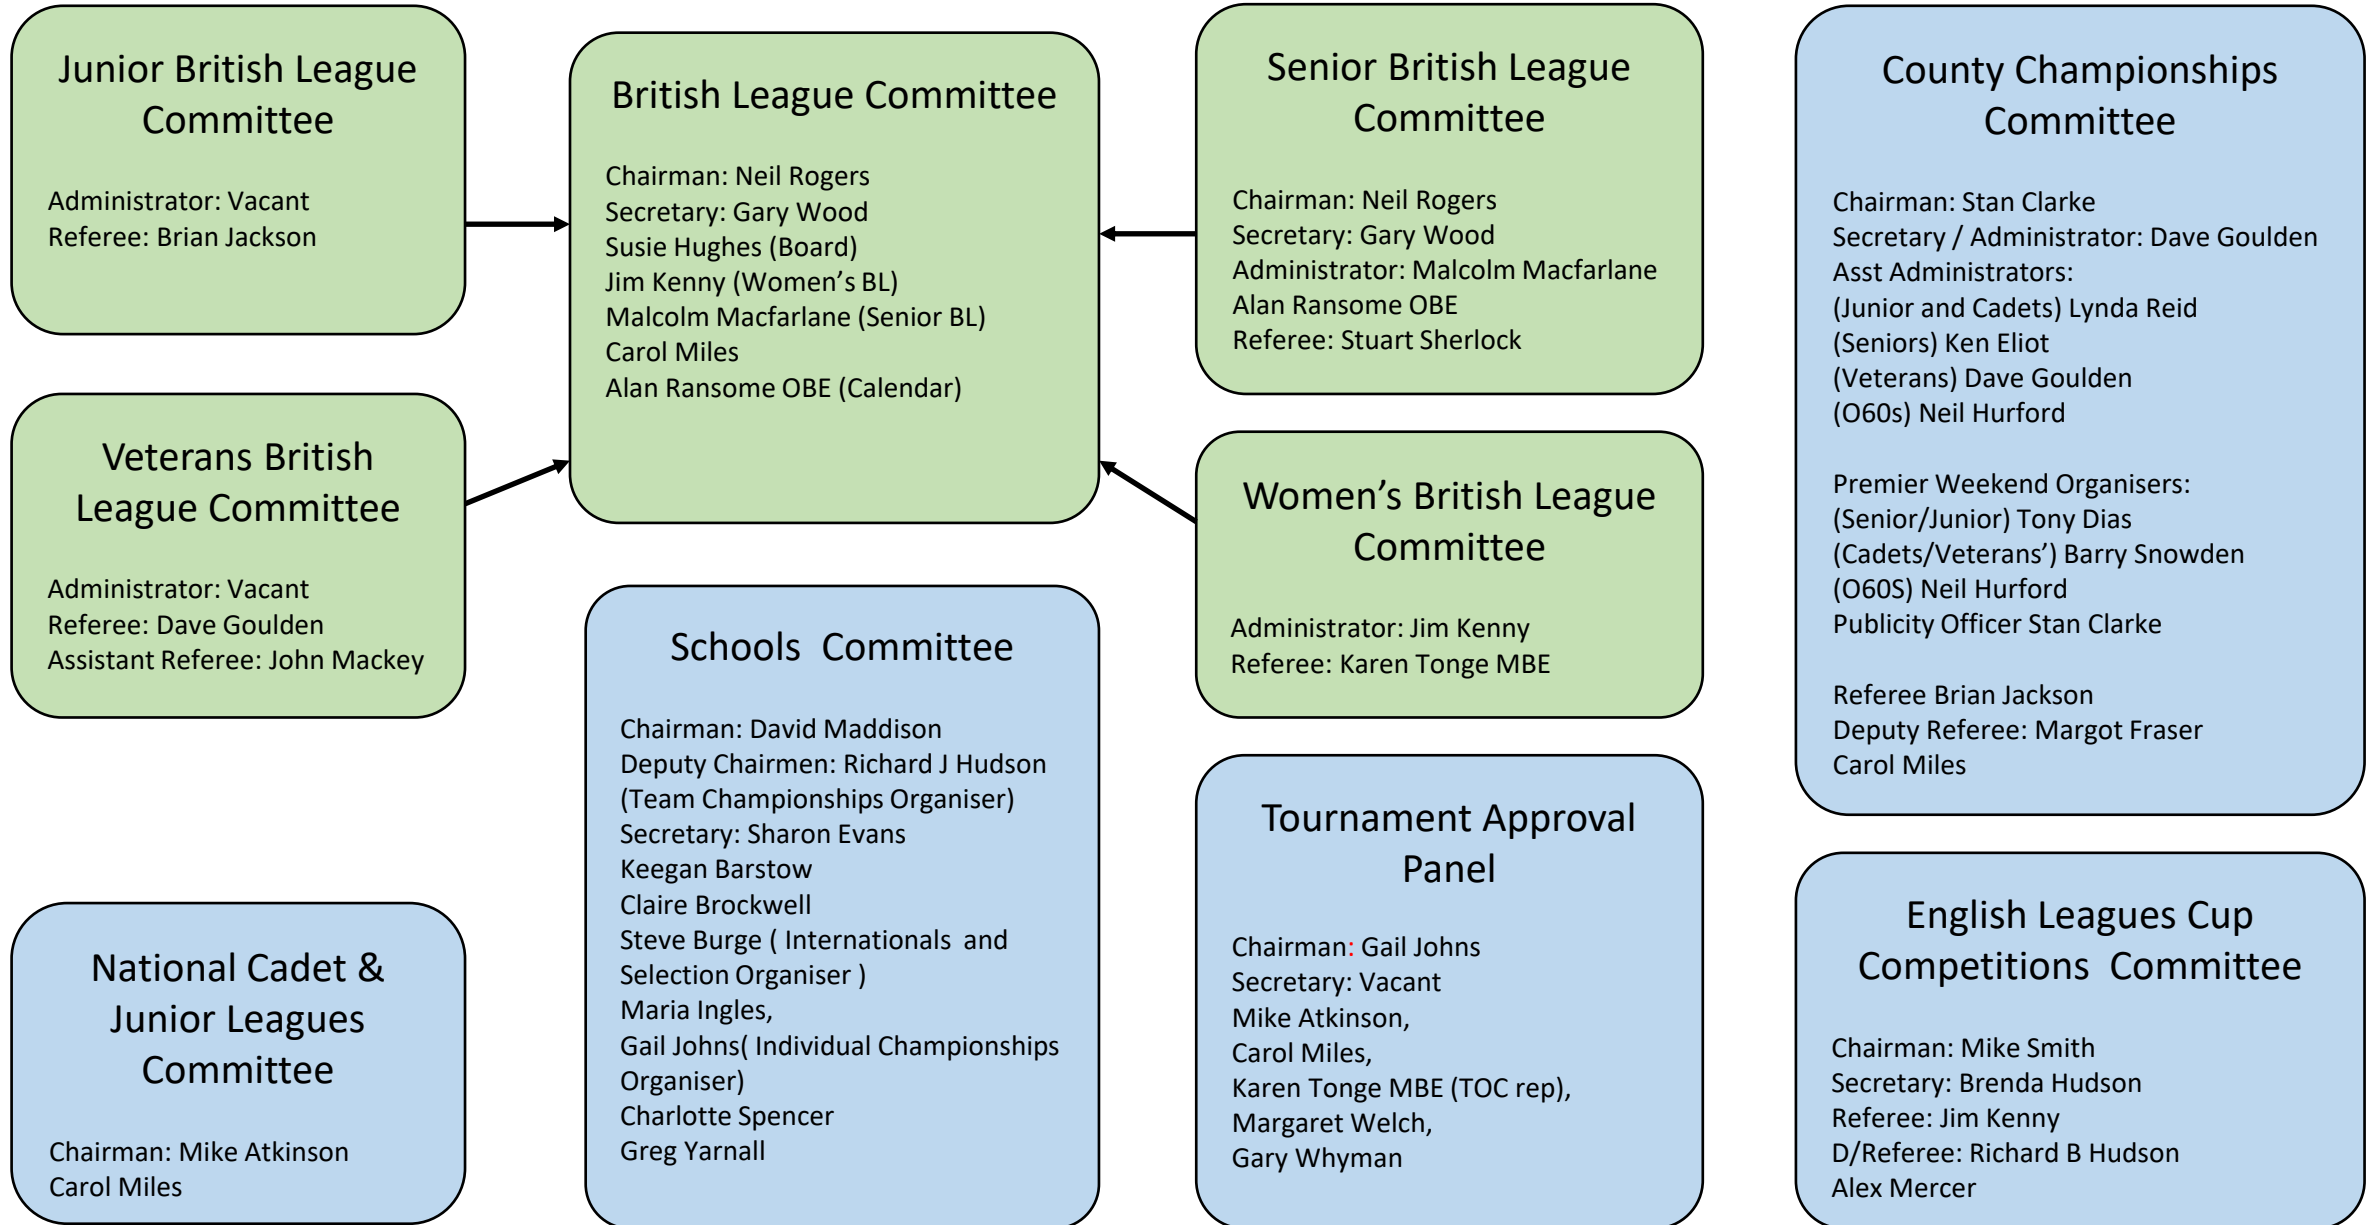 Junior British League
Committee
Administrator: Vacant
Referee: Brian Jackson
British League Committee
Chairman: Neil Rogers
Secretary: Gary Wood
Susie Hughes (Board)
Jim Kenny (Women’s BL)
Malcolm Macfarlane (Senior BL)
Carol Miles
Alan Ransome OBE (Calendar)
Senior British League
Committee
Chairman: Neil Rogers
Secretary: Gary Wood
Administrator: Malcolm Macfarlane
Alan Ransome OBE
Referee: Stuart Sherlock
County Championships
Committee
Chairman: Stan Clarke
Secretary / Administrator: Dave Goulden
Asst Administrators:
(Junior and Cadets) Lynda Reid
(Seniors) Ken Eliot
(Veterans) Dave Goulden
(O60s) Neil Hurford
Premier Weekend Organisers:
(Senior/Junior) Tony Dias
(Cadets/Veterans’) Barry Snowden
(O60S) Neil Hurford
Publicity Officer Stan Clarke
Referee Brian Jackson
Deputy Referee: Margot Fraser
Carol Miles
Veterans British
League Committee
Administrator: Vacant
Referee: Dave Goulden
Assistant Referee: John Mackey
Women’s British League
Committee
Administrator: Jim Kenny
Referee: Karen Tonge MBE
Schools  Committee
Chairman: David Maddison
Deputy Chairmen: Richard J Hudson
(Team Championships Organiser)
Secretary: Sharon Evans
Keegan Barstow
Claire Brockwell
Steve Burge ( Internationals  and
Selection Organiser )
Maria Ingles,
Gail Johns( Individual Championships
Organiser)
Charlotte Spencer
Greg Yarnall
Tournament Approval
Panel
Chairman: Gail Johns
Secretary: Vacant
Mike Atkinson,
Carol Miles,
Karen Tonge MBE (TOC rep),
Margaret Welch,
Gary Whyman
National Cadet &
Junior Leagues
Committee
Chairman: Mike Atkinson
Carol Miles
English Leagues Cup
Competitions  Committee
Chairman: Mike Smith
Secretary: Brenda Hudson
Referee: Jim Kenny
D/Referee: Richard B Hudson
Alex Mercer